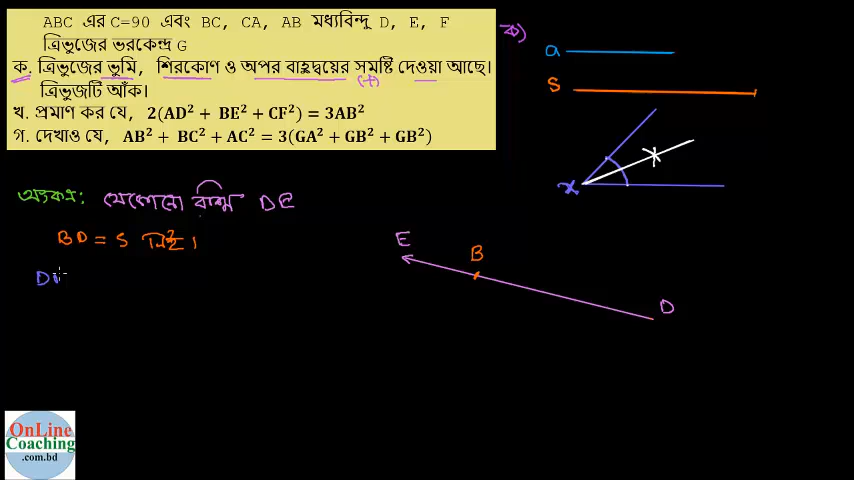 ABC এর C=90 এবং BC, CA, AB মধ্যবিন্দু D, E, F
ত্রিভুজের ভরকেন্দ্র G
ক. ত্রিভুজের ভুমি, শিরকোণ ও অপর বাহুদ্বয়ের সমষ্টি দেওয়া আছে।
(+)
ত্রিভুজটি আঁক।
খ. প্রমাণ কর যে, 2(AD² + BE² + CF²) = 3AB²
গ. দেখাও যে, AB² + BC² + AC² = 3(GA² + GB² + GB²)
ক)
a
S
x
অংকন: যেকোনো রশ্মি DE
BD = S নিই।
D
E
B
D
OnLine
Coaching
.com.bd